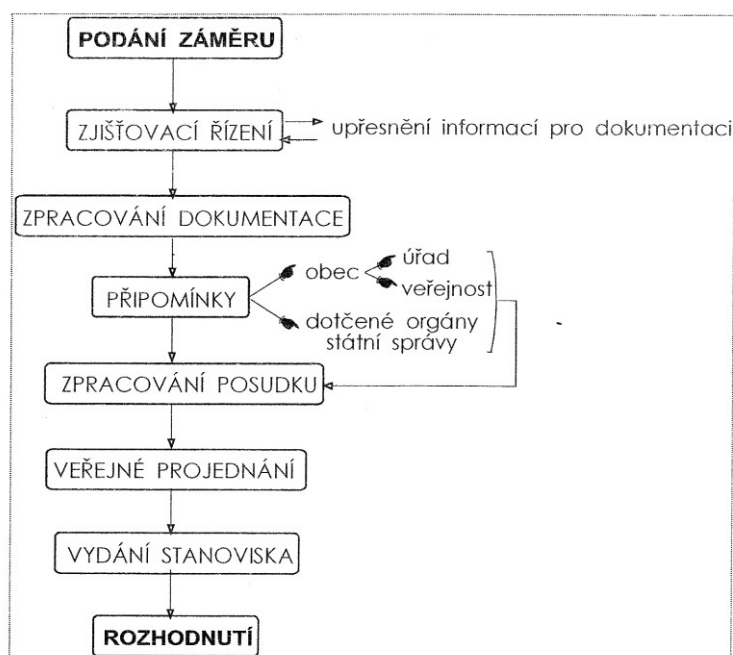 PODÁNÍ ZÁMĚRU
ZJIŠŤOVACÍ ŘÍZENÍ
upřesnění informací pro dokumentaci
ZPRACOVÁNÍ DOKUMENTACE
PŘIPOMÍNKY
obec
úřad
veřejnost
dotčené orgány
státní správy
ZPRACOVÁNÍ POSUDKU
VEŘEJNÉ PROJEDNÁNÍ
VYDÁNÍ STANOVISKA
ROZHODNUTÍ